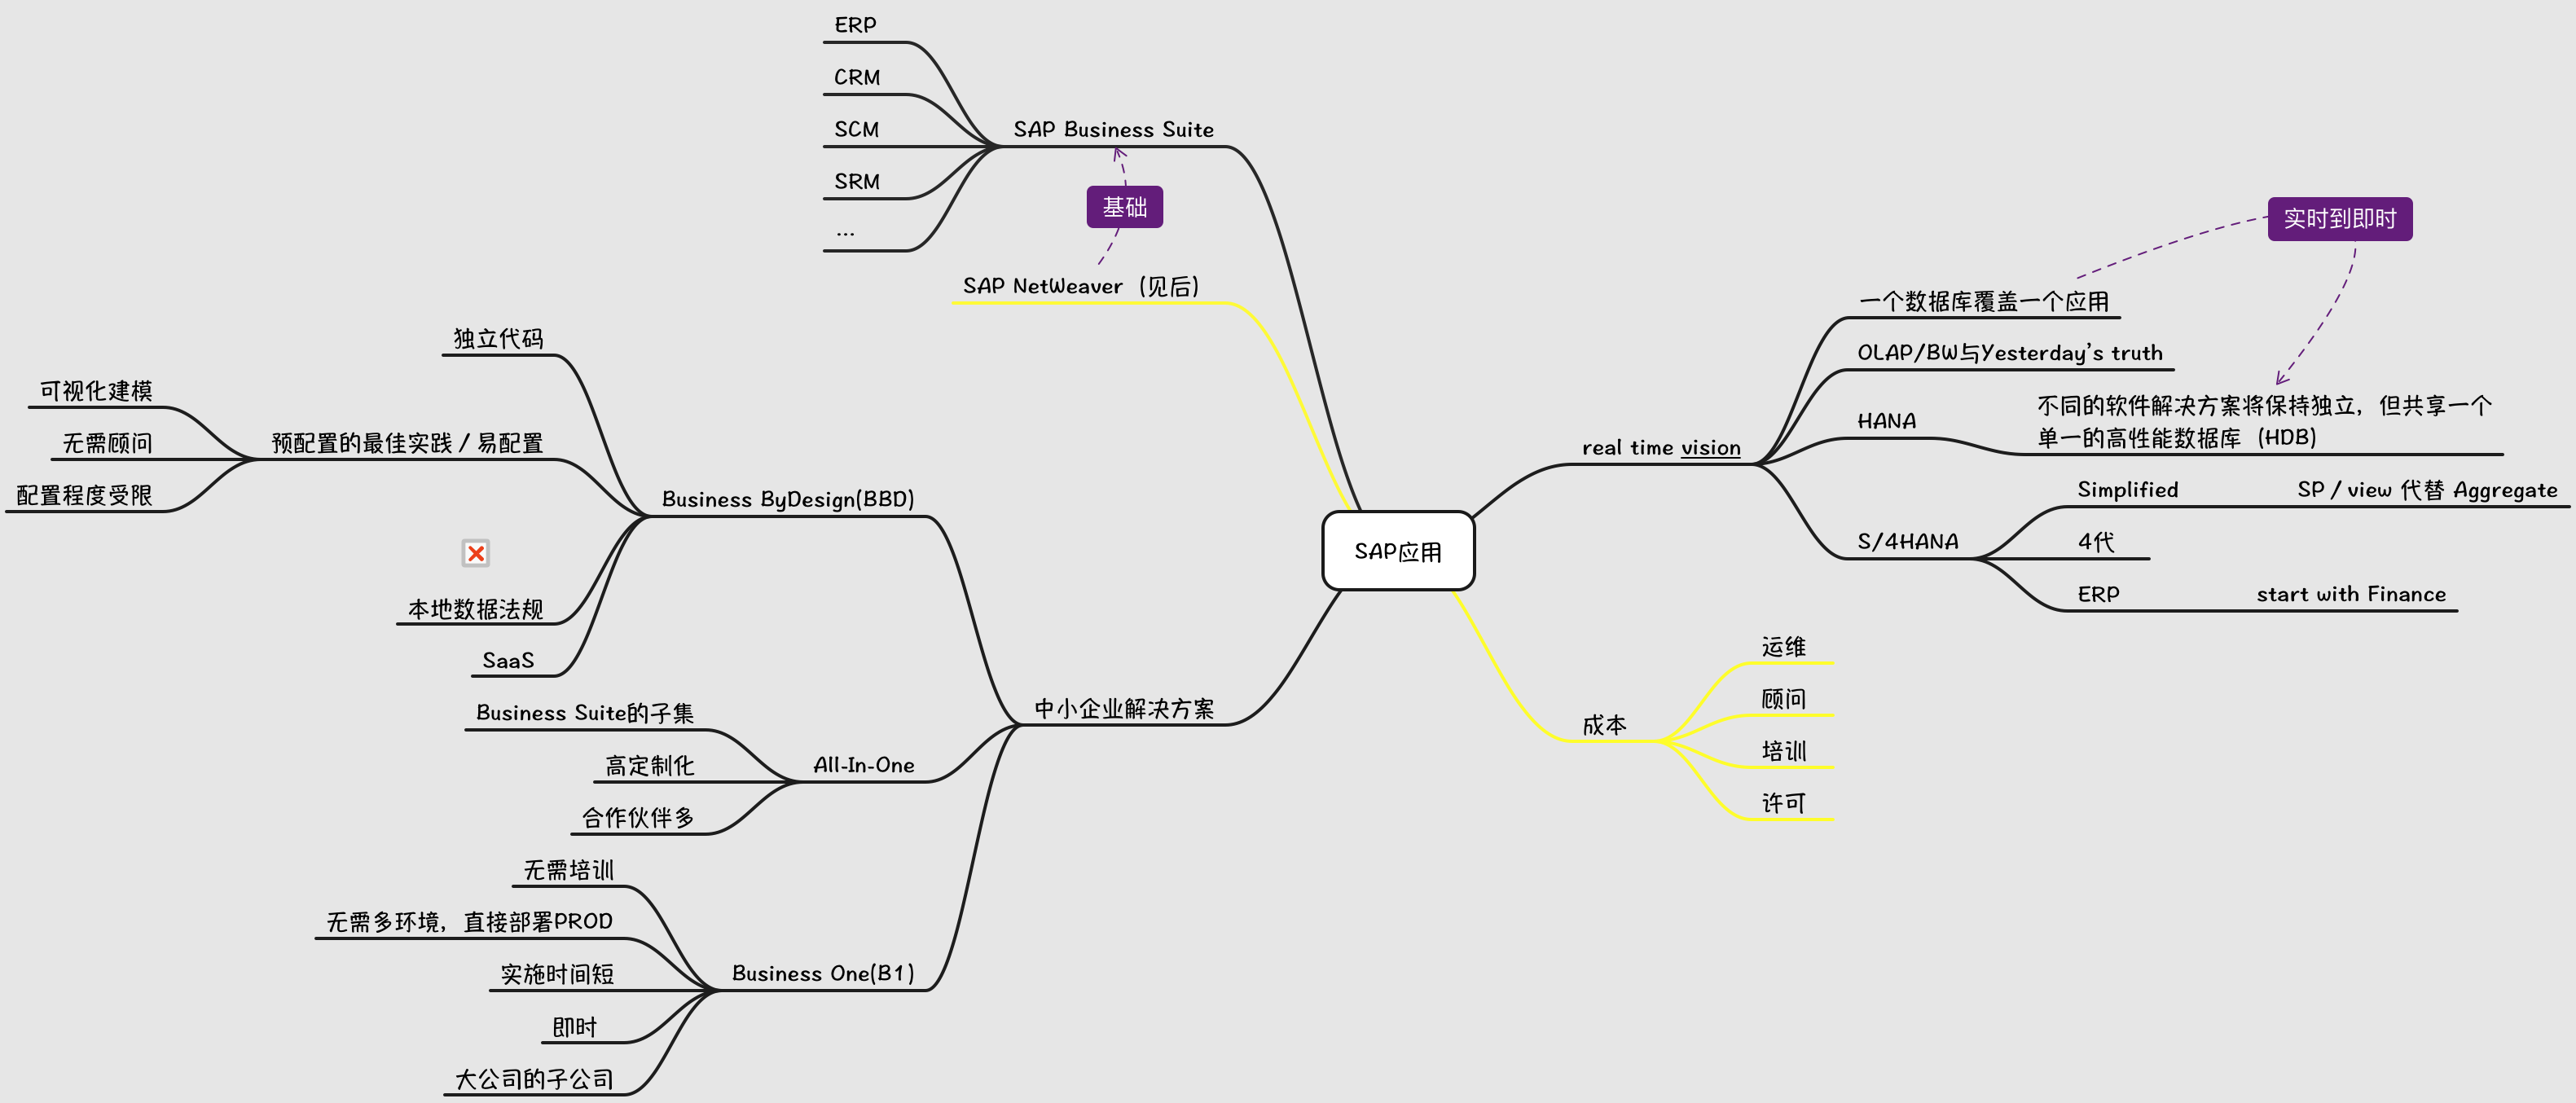 ERP
CRM
SCM
SRM
...
SAP Business Suite
基础
SAP NetWeaver（见后）
独立代码
可视化建模
无需顾问
配置程度受限
预配置的最佳实践 / 易配置
Business ByDesign(BBD)
本地数据法规
SaaS
Business Suite的子集
高定制化
合作伙伴多
All-In-One
中小企业解决方案
无需培训
无需多环境，直接部署PROD
实施时间短
即时
大公司的子公司
Business One(B1)
SAP应用
real time vision
实时到即时
一个数据库覆盖一个应用
OLAP/BW与Yesterday's truth
HANA
不同的软件解决方案将保持独立，但共享一个
单一的高性能数据库（HDB）
S/4HANA
Simplified
SP / view 代替 Aggregate
4代
ERP
start with Finance
成本
运维
顾问
培训
许可